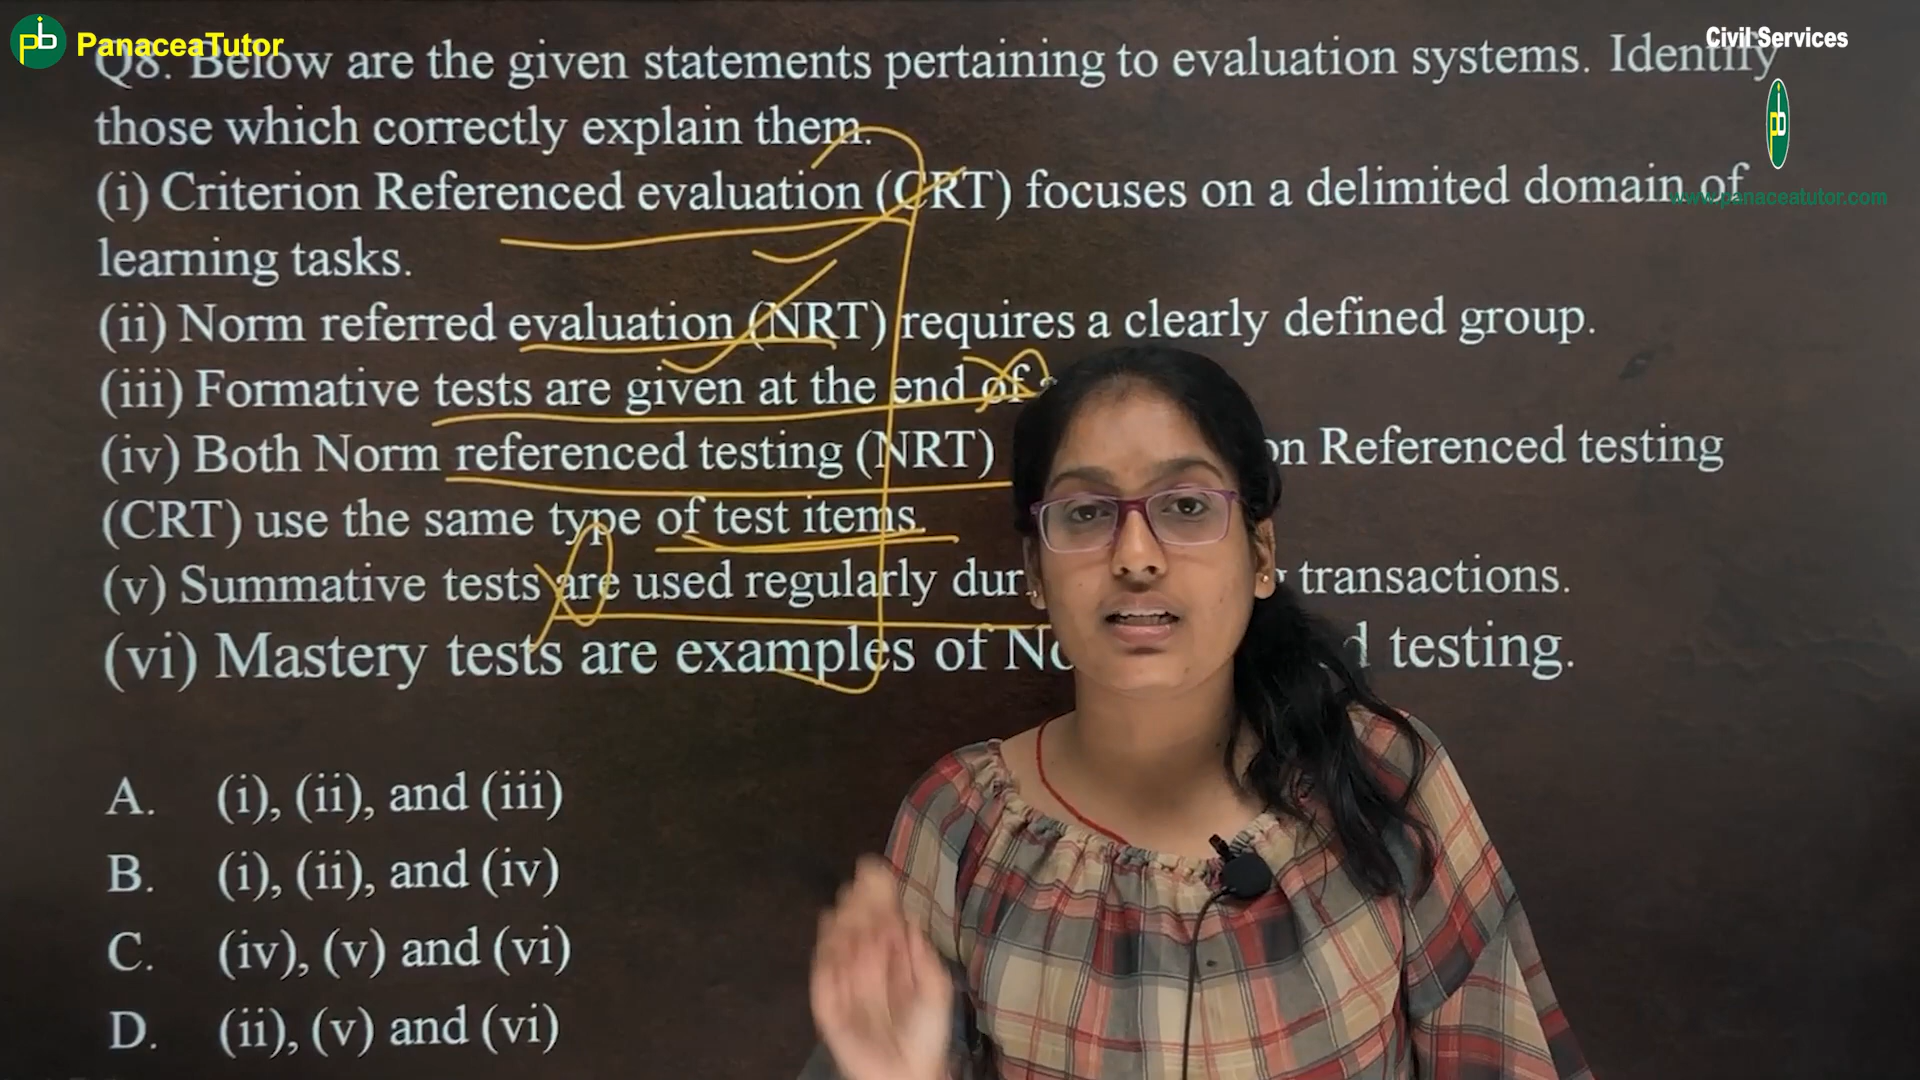 PanaceaTutor
Civil Services
Q8. Below are the given statements pertaining to evaluation systems. Identify
those which correctly explain them.
(i) Criterion Referenced evaluation (CRT) focuses on a delimited domain of
www.panaceatutor.com
learning tasks.
(ii) Norm referred evaluation (NRT) requires a clearly defined group.
(iii) Formative tests are given at the end of
(iv) Both Norm referenced testing (NRT) Referenced testing
(CRT) use the same type of test items.
(v) Summative tests are used regularly transactions.
(vi) Mastery tests are examples of testing.
A. (i), (ii), and (iii)
B. (i), (ii), and (iv)
C. (iv), (v) and (vi)
D. (ii), (v) and (vi)